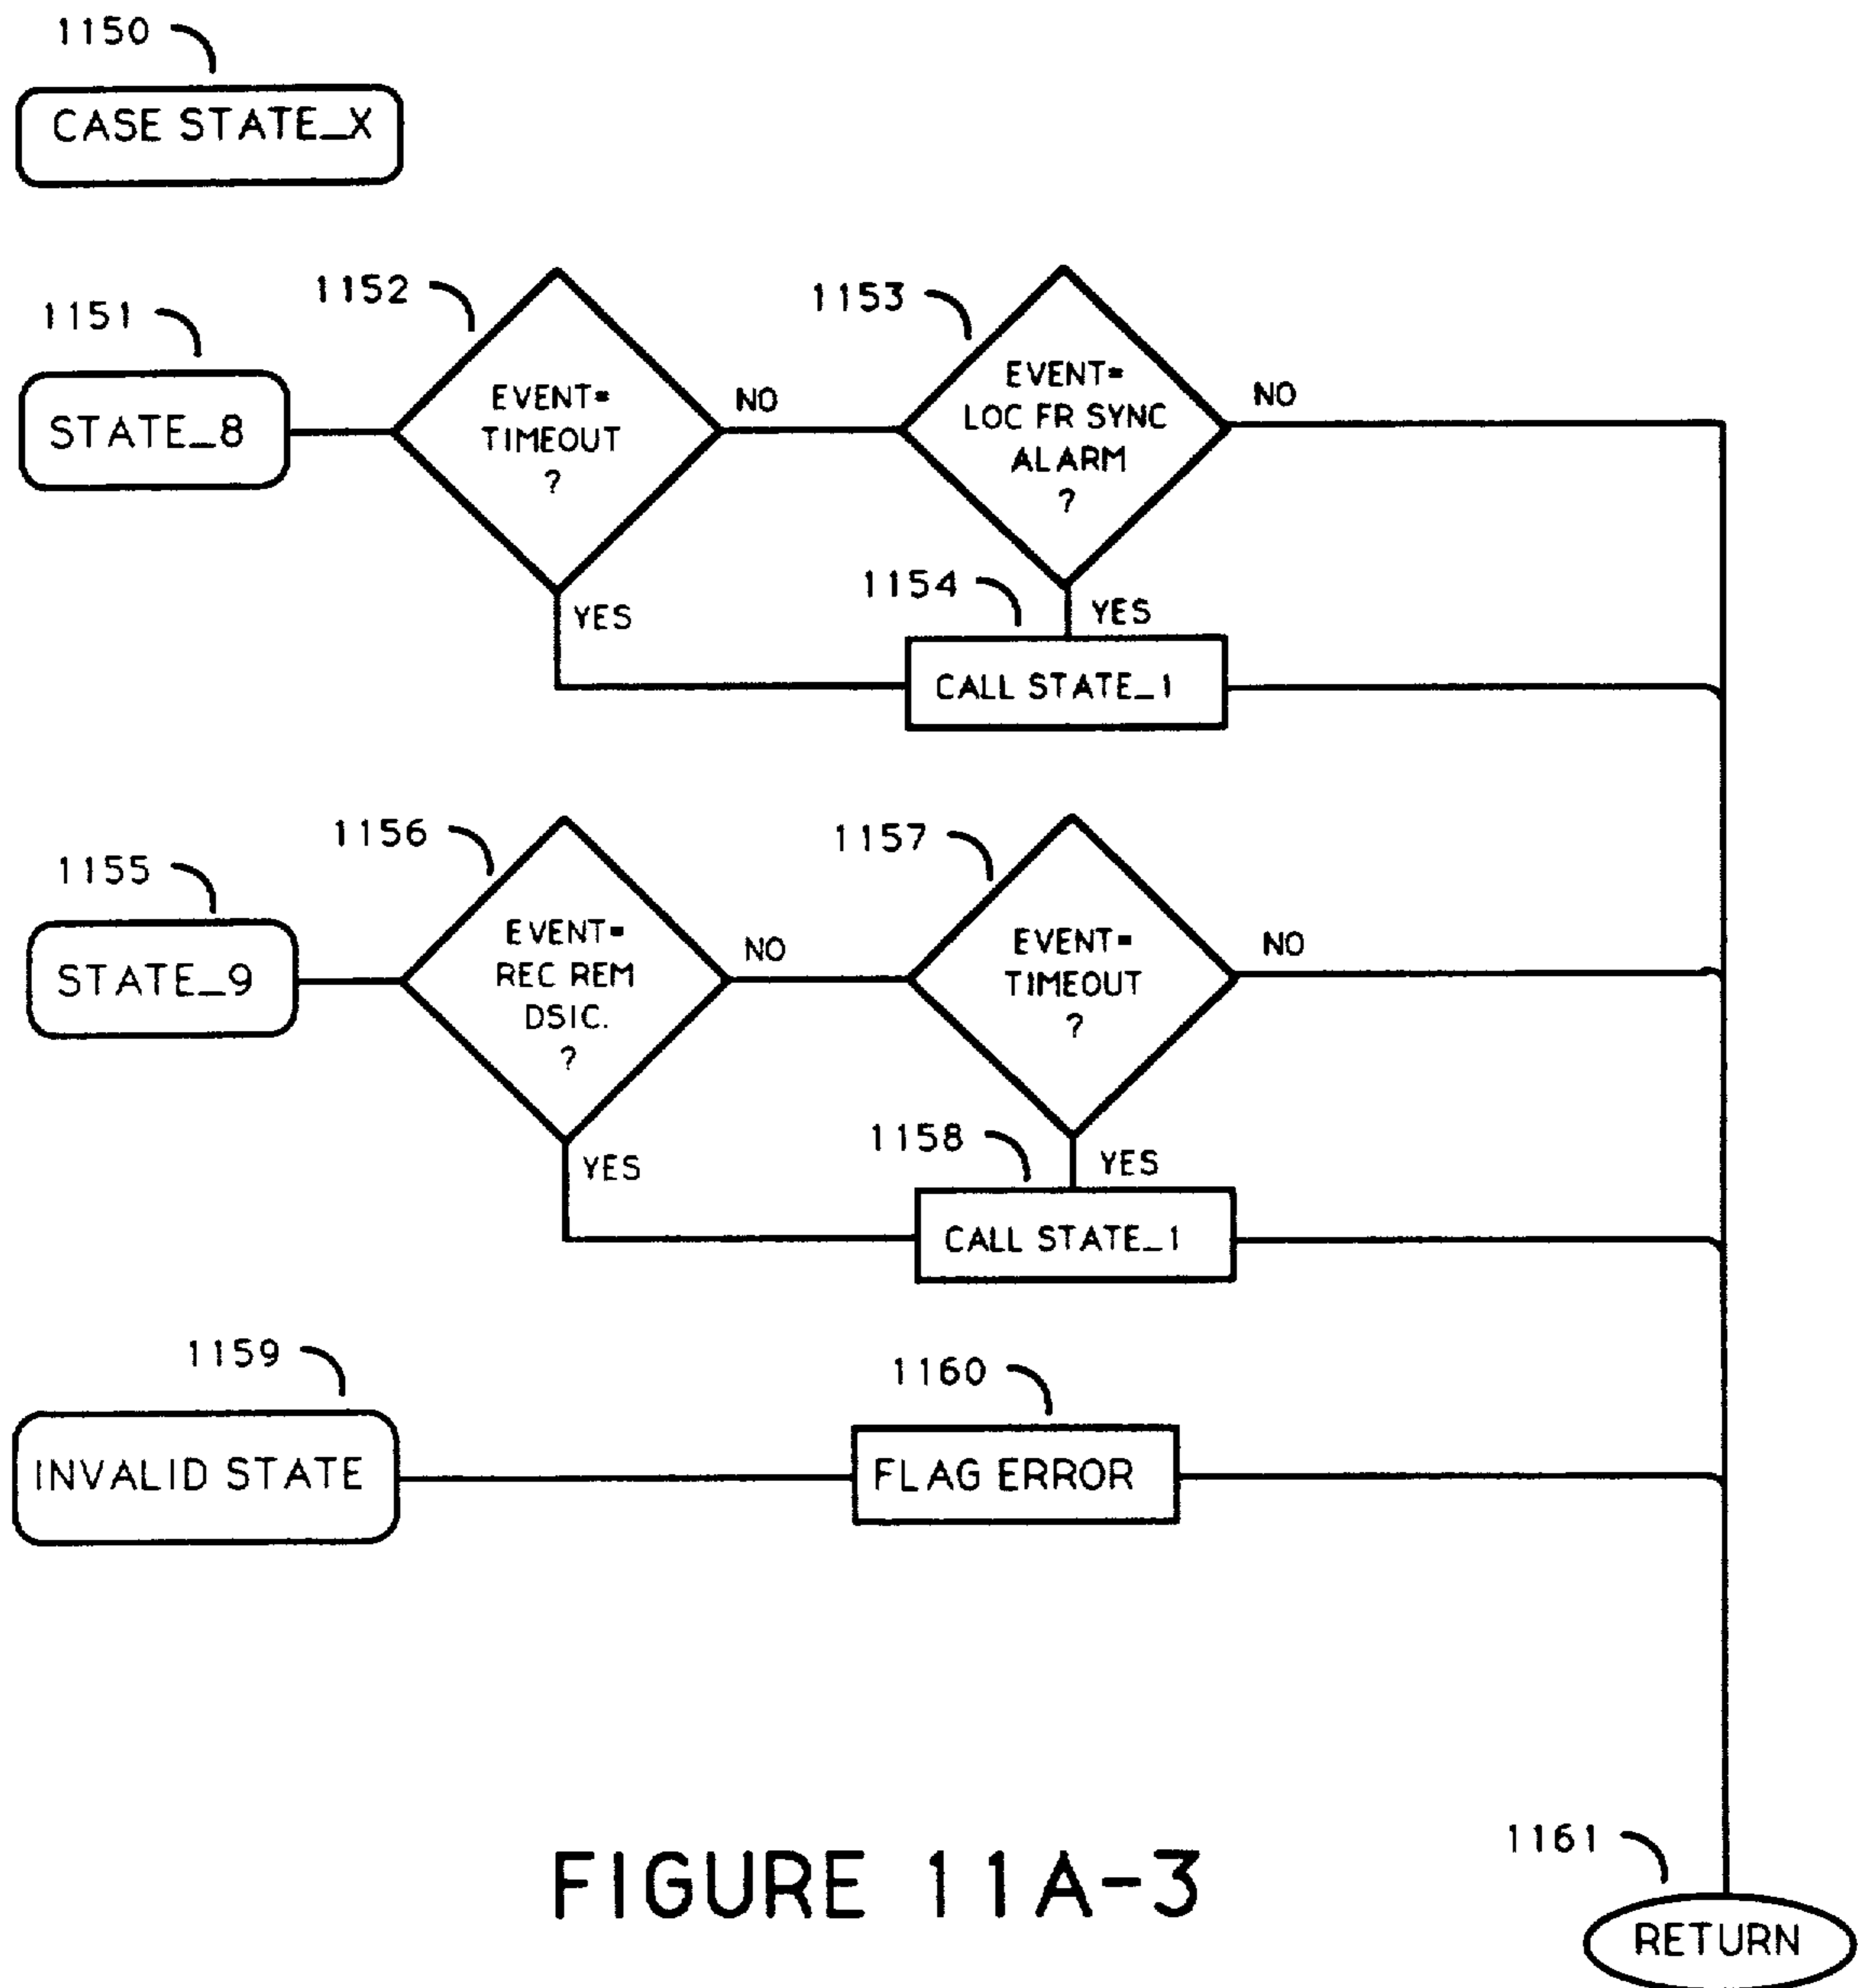 1150
CASE STATE_X
1151
STATE_8
1152
EVENT=
TIMEOUT
?
NO
YES
1153
EVENT=
LOC FR SYNC
ALARM
?
NO
YES
1154
CALL STATE_1
1155
STATE_9
1156
EVENT=
REC REM
DSIC.
?
NO
YES
1157
EVENT=
TIMEOUT
?
NO
YES
1158
CALL STATE_1
1159
INVALID STATE
1160
FLAG ERROR
1161
RETURN
FIGURE 11A-3